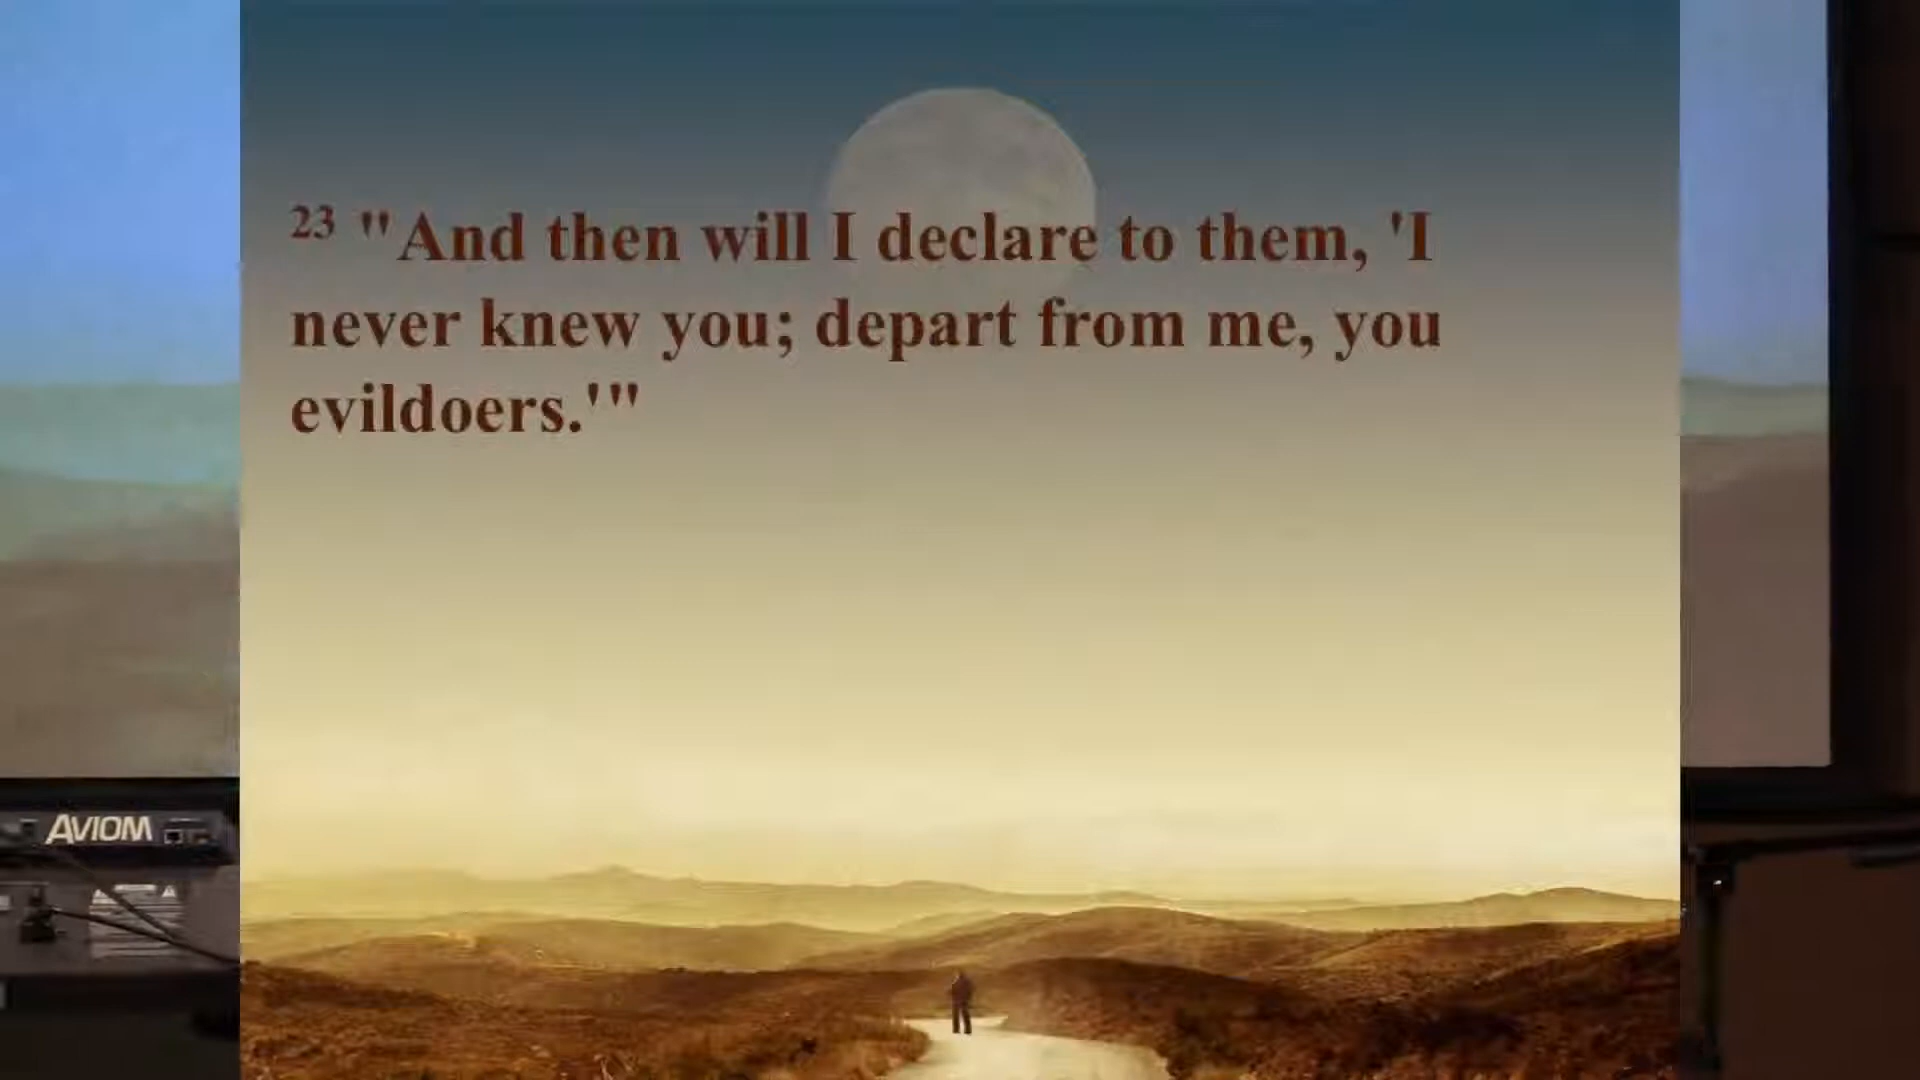 23 "And then will I declare to them, 'I
never knew you; depart from me, you
evildoers.'"
AVIOM